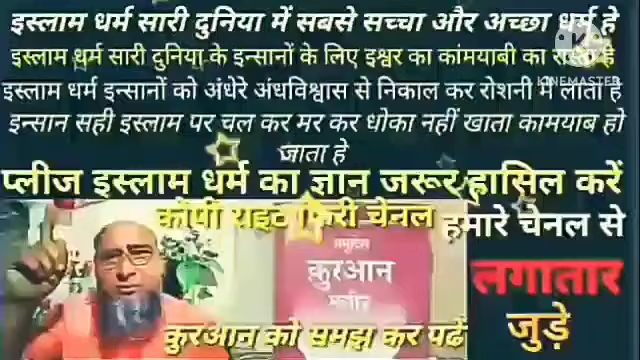 इस्लाम धर्म सारी दुनिया में सबसे सच्चा और अच्छा धर्म हे
इस्लाम धर्म सारी दुनिया के इन्सानों के लिए इश्वर का कांमयाबी का रास्ता हे
KINEMASTER
इस्लाम धर्म इन्सानों को अंधेरे अंधविश्वास से निकाल कर रोशनी में लाता हे
इन्सान सही इस्लाम पर चल कर मर कर धोका नहीं खाता कामयाब हो
जाता हे
प्लीज इस्लाम धर्म का ज्ञान जरूर हासिल करें
कॉपी राइट फिरी चेनल
हमारे चेनल से
क़ुरआन
लगातार
जुड़े
कुरआन को समझ कर पढें